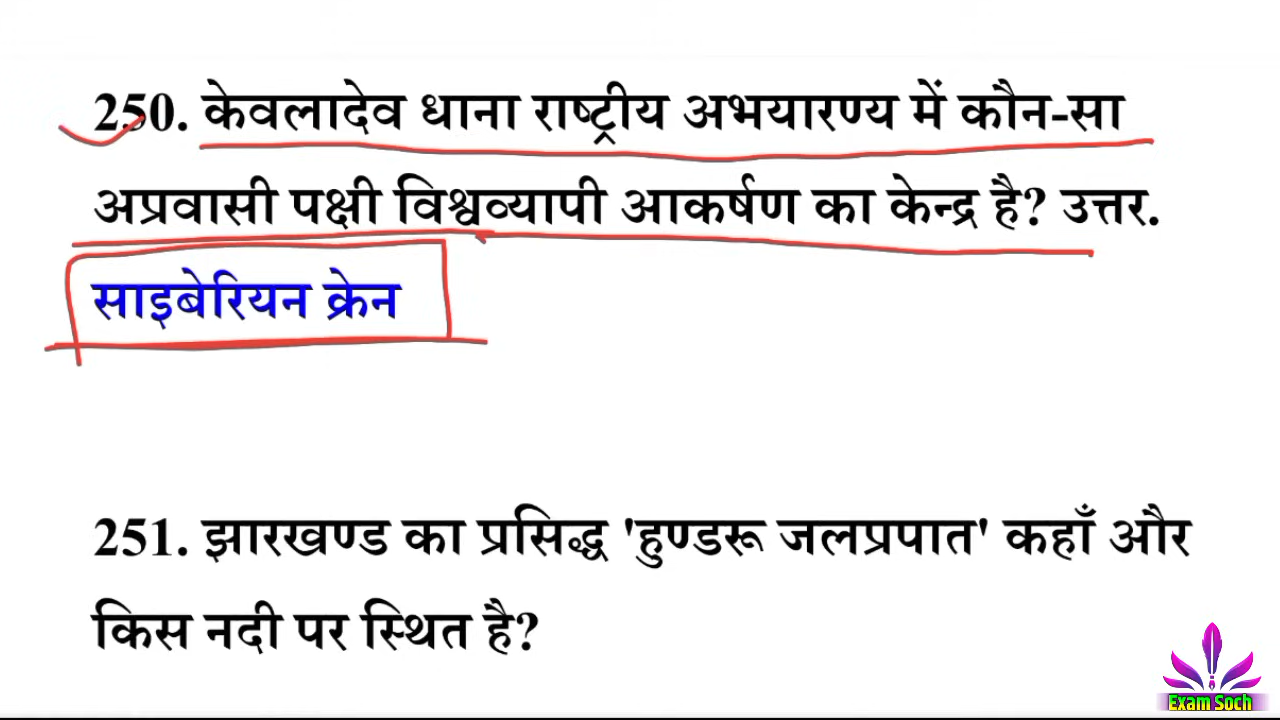 250. केवलादेव धाना राष्ट्रीय अभयारण्य में कौन-सा
अप्रवासी पक्षी विश्वव्यापी आकर्षण का केन्द्र है? उत्तर.
साइबेरियन क्रेन
251. झारखण्ड का प्रसिद्ध 'हुण्डरू जलप्रपात' कहाँ और
किस नदी पर स्थित है?
Exam Soch